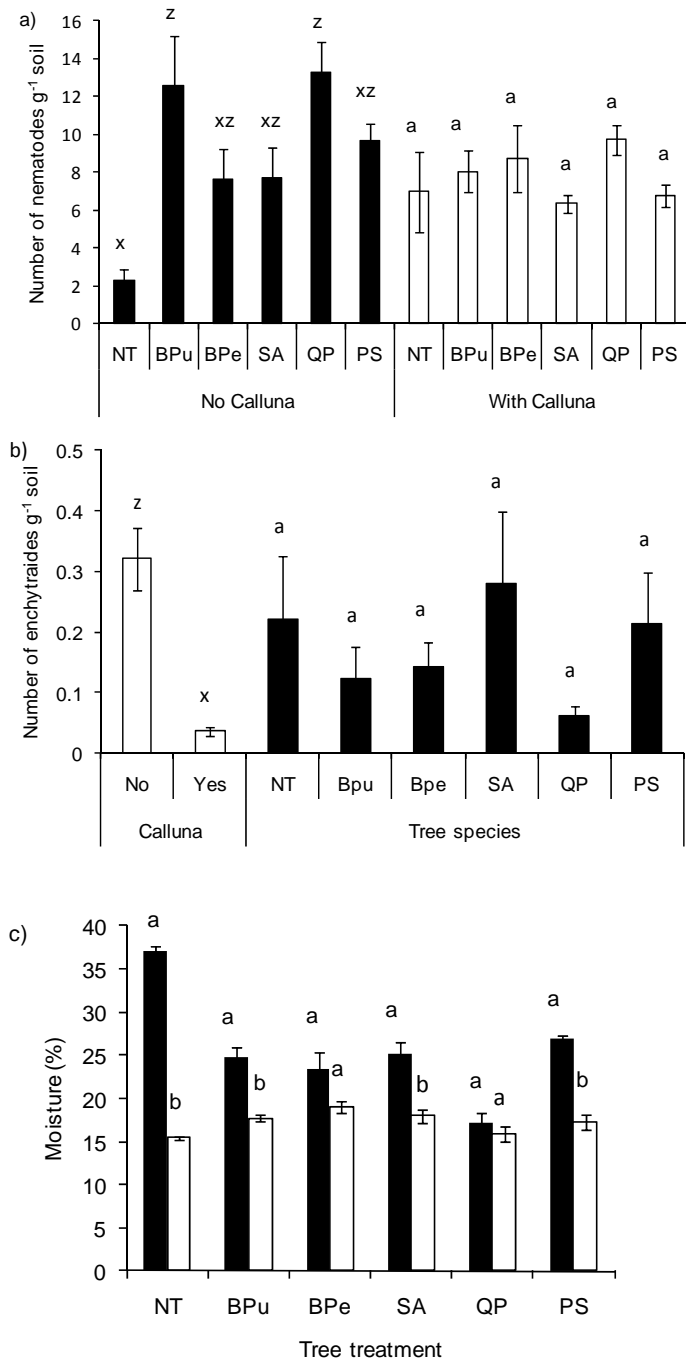 a)
Number of nematodes g⁻¹ soil
16
14
12
10
8
6
4
2
0
x z xz xz z xz a a a a a a
NT BPu BPe SA QP PS NT BPu BPe SA QP PS
No Calluna With Calluna
b)
Number of enchytraides g⁻¹ soil
0.5
0.4
0.3
0.2
0.1
0
z x a a a a a a
No Yes NT Bpu Bpe SA QP PS
Calluna Tree species
c)
Moisture (%)
40
35
30
25
20
15
10
5
0
a b a b a a a b a a a b
NT BPu BPe SA QP PS
Tree treatment